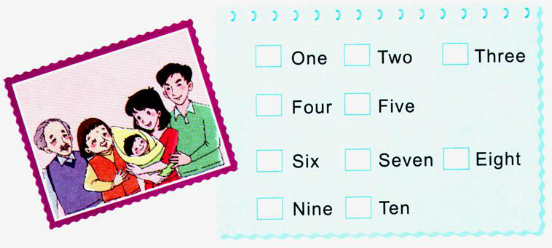 One Two Three
Four Five
Six Seven Eight
Nine Ten